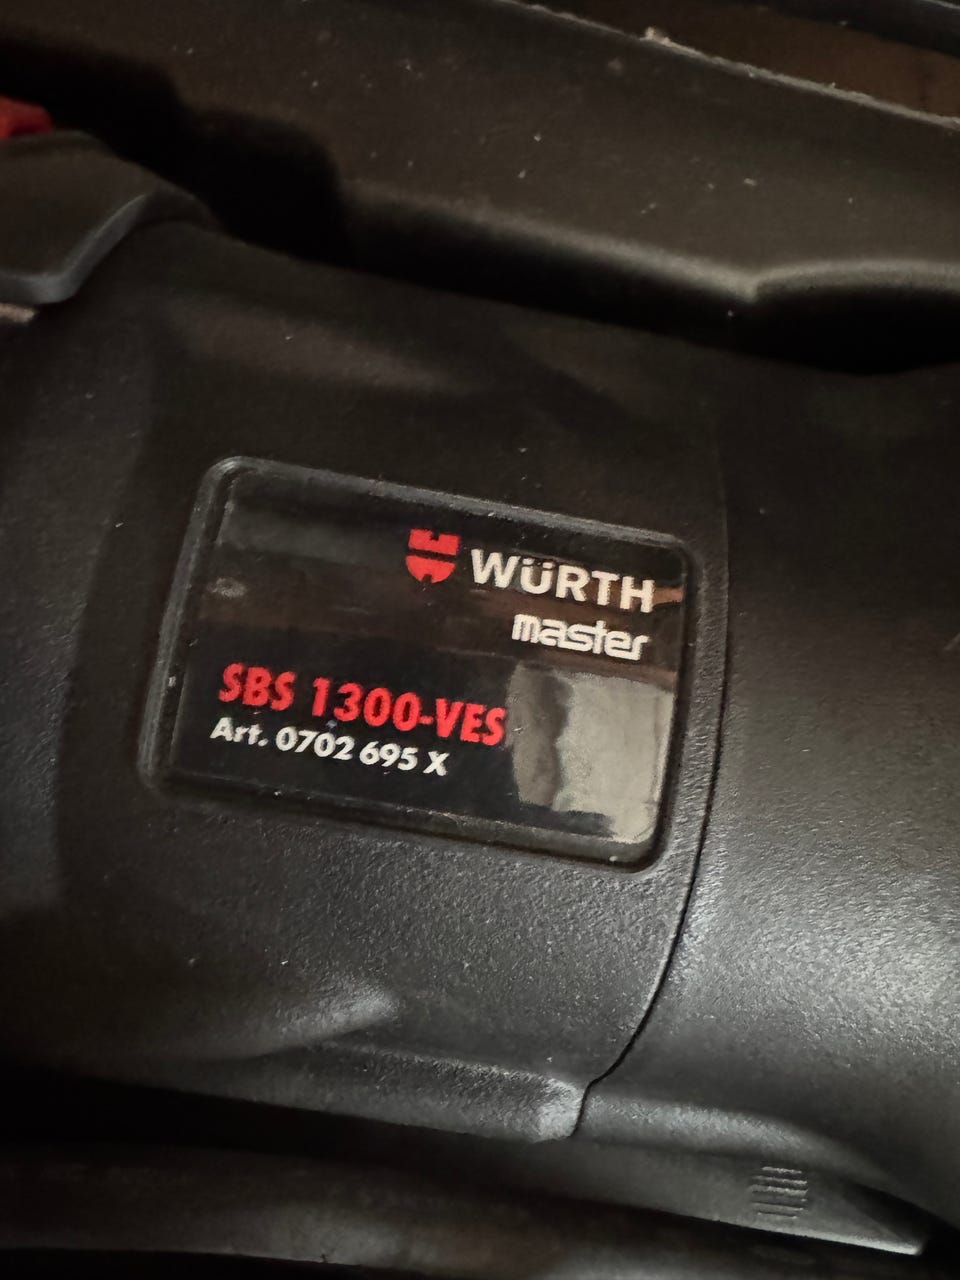 WÜRTH
master
SBS 1300-VES
Art. 0702 695 X